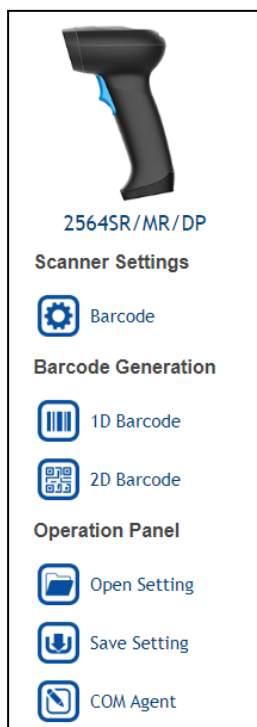 2564SR/MR/DP
Scanner Settings
Barcode
Barcode Generation
1D Barcode
2D Barcode
Operation Panel
Open Setting
Save Setting
COM Agent